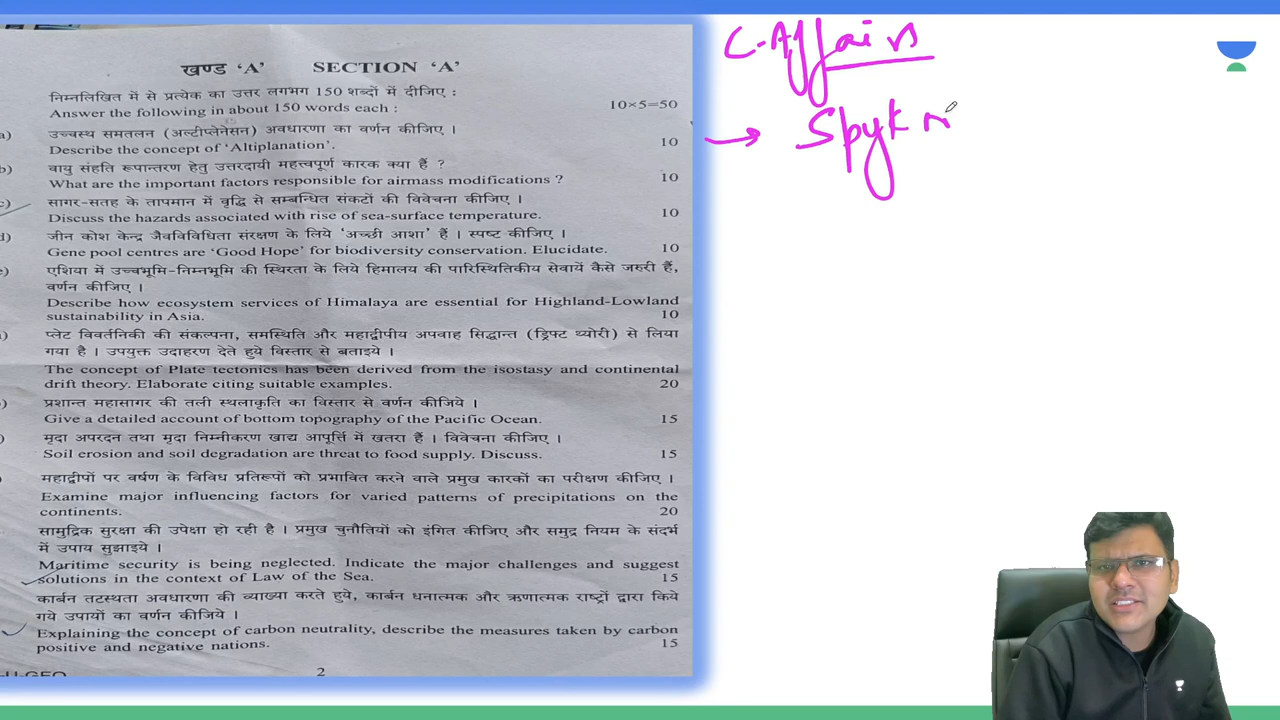 खण्ड ‘A’ SECTION ‘A’
निम्नलिखित में से प्रत्येक का उत्तर लगभग 150 शब्दों में दीजिए :
Answer the following in about 150 words each : 10×5=50
a) उच्चस्थ समतलन (अल्टीप्लेनेसन) अवधारणा का वर्णन कीजिए ।
Describe the concept of ‘Altiplanation’. 10
b) वायु संहति रूपान्तरण हेतु उत्तरदायी महत्त्वपूर्ण कारक क्या हैं ?
What are the important factors responsible for airmass modifications ? 10
c) सागर-सतह के तापमान में वृद्धि से सम्बन्धित संकटों की विवेचना कीजिए ।
Discuss the hazards associated with rise of sea-surface temperature. 10
d) जीन कोश केन्द्र जैवविविधिता संरक्षण के लिये ‘अच्छी आशा’ हैं । स्पष्ट कीजिए ।
Gene pool centres are ‘Good Hope’ for biodiversity conservation. Elucidate. 10
e) एशिया में उच्चभूमि-निम्नभूमि की स्थिरता के लिये हिमालय की पारिस्थितिकीय सेवायें कैसे जरुरी हैं,
वर्णन कीजिए ।
Describe how ecosystem services of Himalaya are essential for Highland-Lowland
sustainability in Asia. 10
प्लेट विवर्तनिकी की संकल्पना, समस्थिति और महाद्वीपीय अपवाह सिद्धान्त (ड्रिफ्ट थ्योरी) से लिया
गया है । उपयुक्त उदाहरण देते हुये विस्तार से बताइये ।
The concept of Plate tectonics has been derived from the isostasy and continental
drift theory. Elaborate citing suitable examples. 20
प्रशान्त महासागर की तली स्थलाकृति का विस्तार से वर्णन कीजिये ।
Give a detailed account of bottom topography of the Pacific Ocean. 15
मृदा अपरदन तथा मृदा निम्नीकरण खाद्य आपूर्त्ति में खतरा हैं । विवेचना कीजिए ।
Soil erosion and soil degradation are threat to food supply. Discuss. 15
महाद्वीपों पर वर्षण के विविध प्रतिरूपों को प्रभावित करने वाले प्रमुख कारकों का परीक्षण कीजिए ।
Examine major influencing factors for varied patterns of precipitations on the
continents. 20
सामुद्रिक सुरक्षा की उपेक्षा हो रही है । प्रमुख चुनौतियों को इंगित कीजिए और समुद्र नियम के संदर्भ
में उपाय सुझाइये ।
Maritime security is being neglected. Indicate the major challenges and suggest
solutions in the context of Law of the Sea. 15
कार्बन तटस्थता अवधारणा की व्याख्या करते हुये, कार्बन धनात्मक और ऋणात्मक राष्ट्रों द्वारा किये
गये उपायों का वर्णन कीजिये ।
Explaining the concept of carbon neutrality, describe the measures taken by carbon
positive and negative nations. 15
2
C-Affairs
→ Spykm